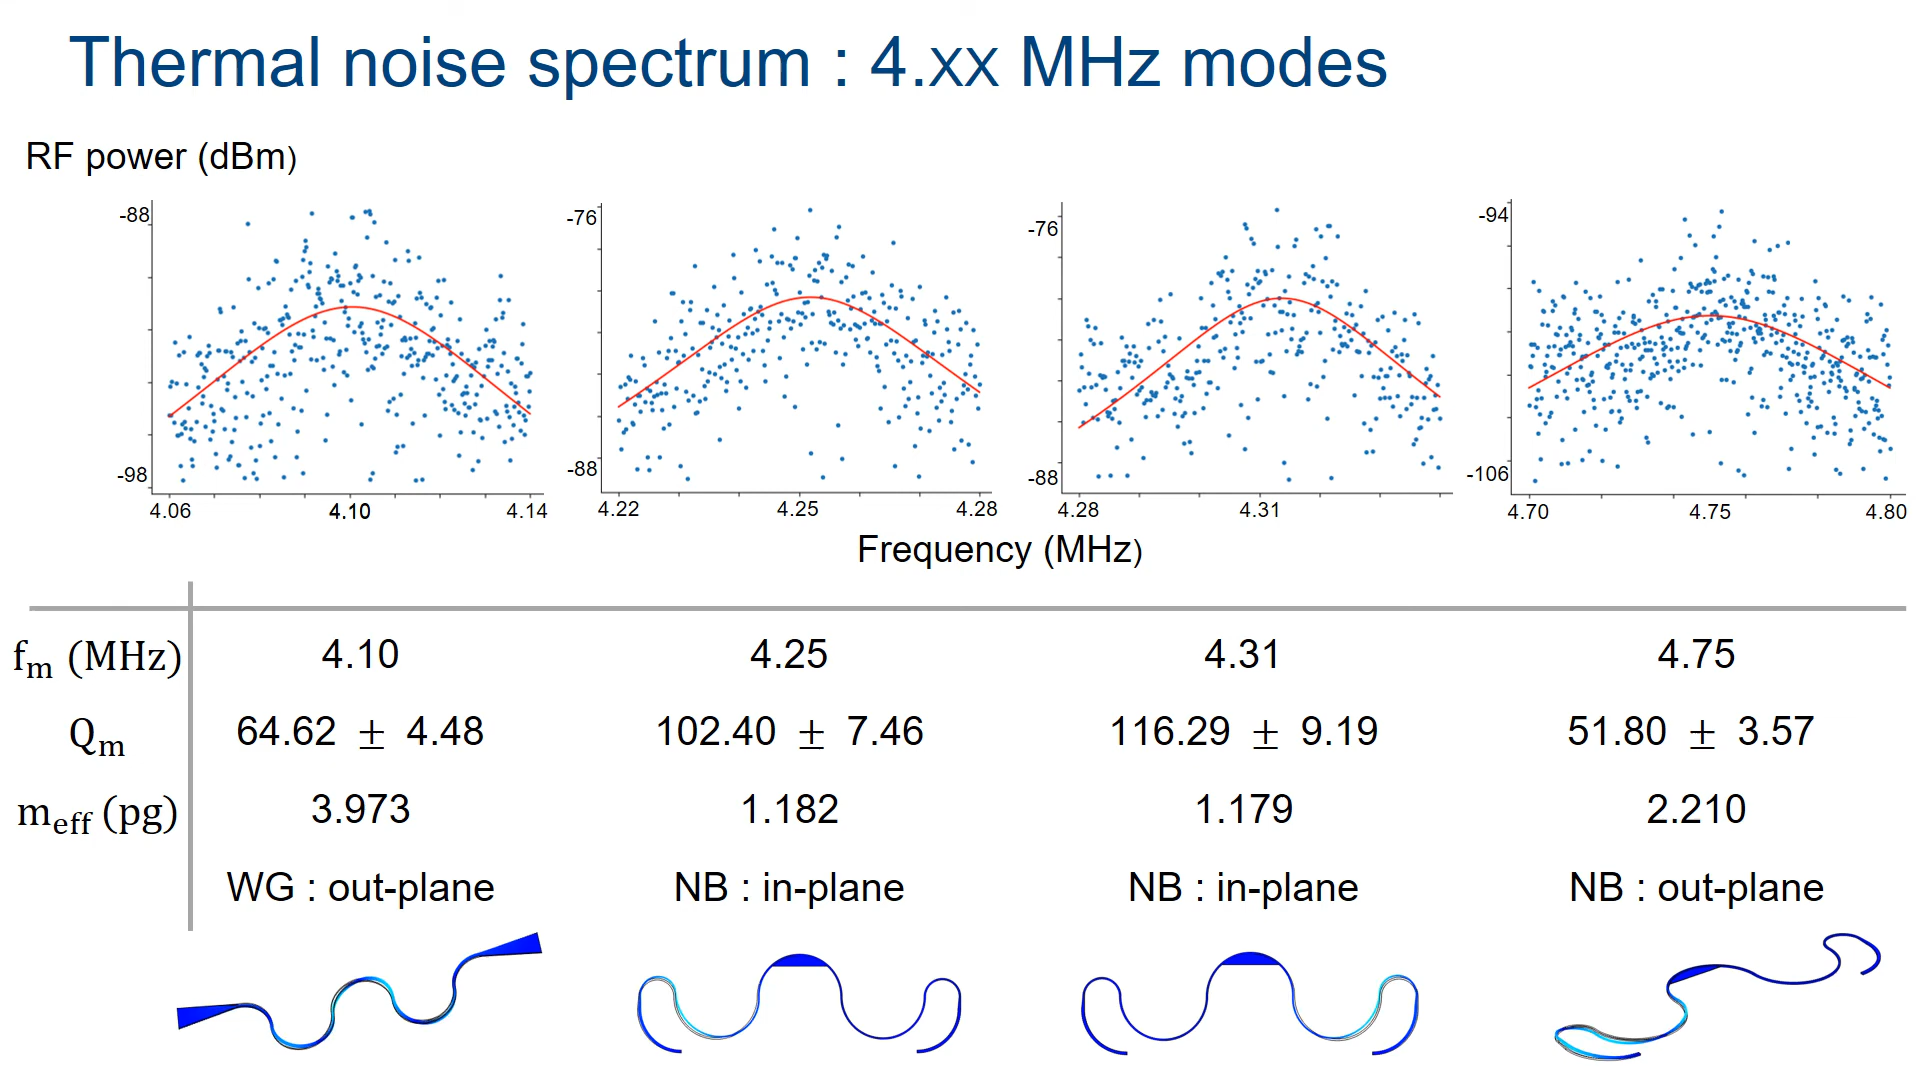 Thermal noise spectrum : 4.xx MHz modes
RF power (dBm)
-88
-98
4.06 4.10 4.14
-76
-88
4.22 4.25 4.28
-76
-88
4.28 4.31
-94
-106
4.70 4.75 4.80
Frequency (MHz)
fm (MHz) 4.10 4.25 4.31 4.75
Qm 64.62 ± 4.48 102.40 ± 7.46 116.29 ± 9.19 51.80 ± 3.57
meff (pg) 3.973 1.182 1.179 2.210
WG : out-plane NB : in-plane NB : in-plane NB : out-plane